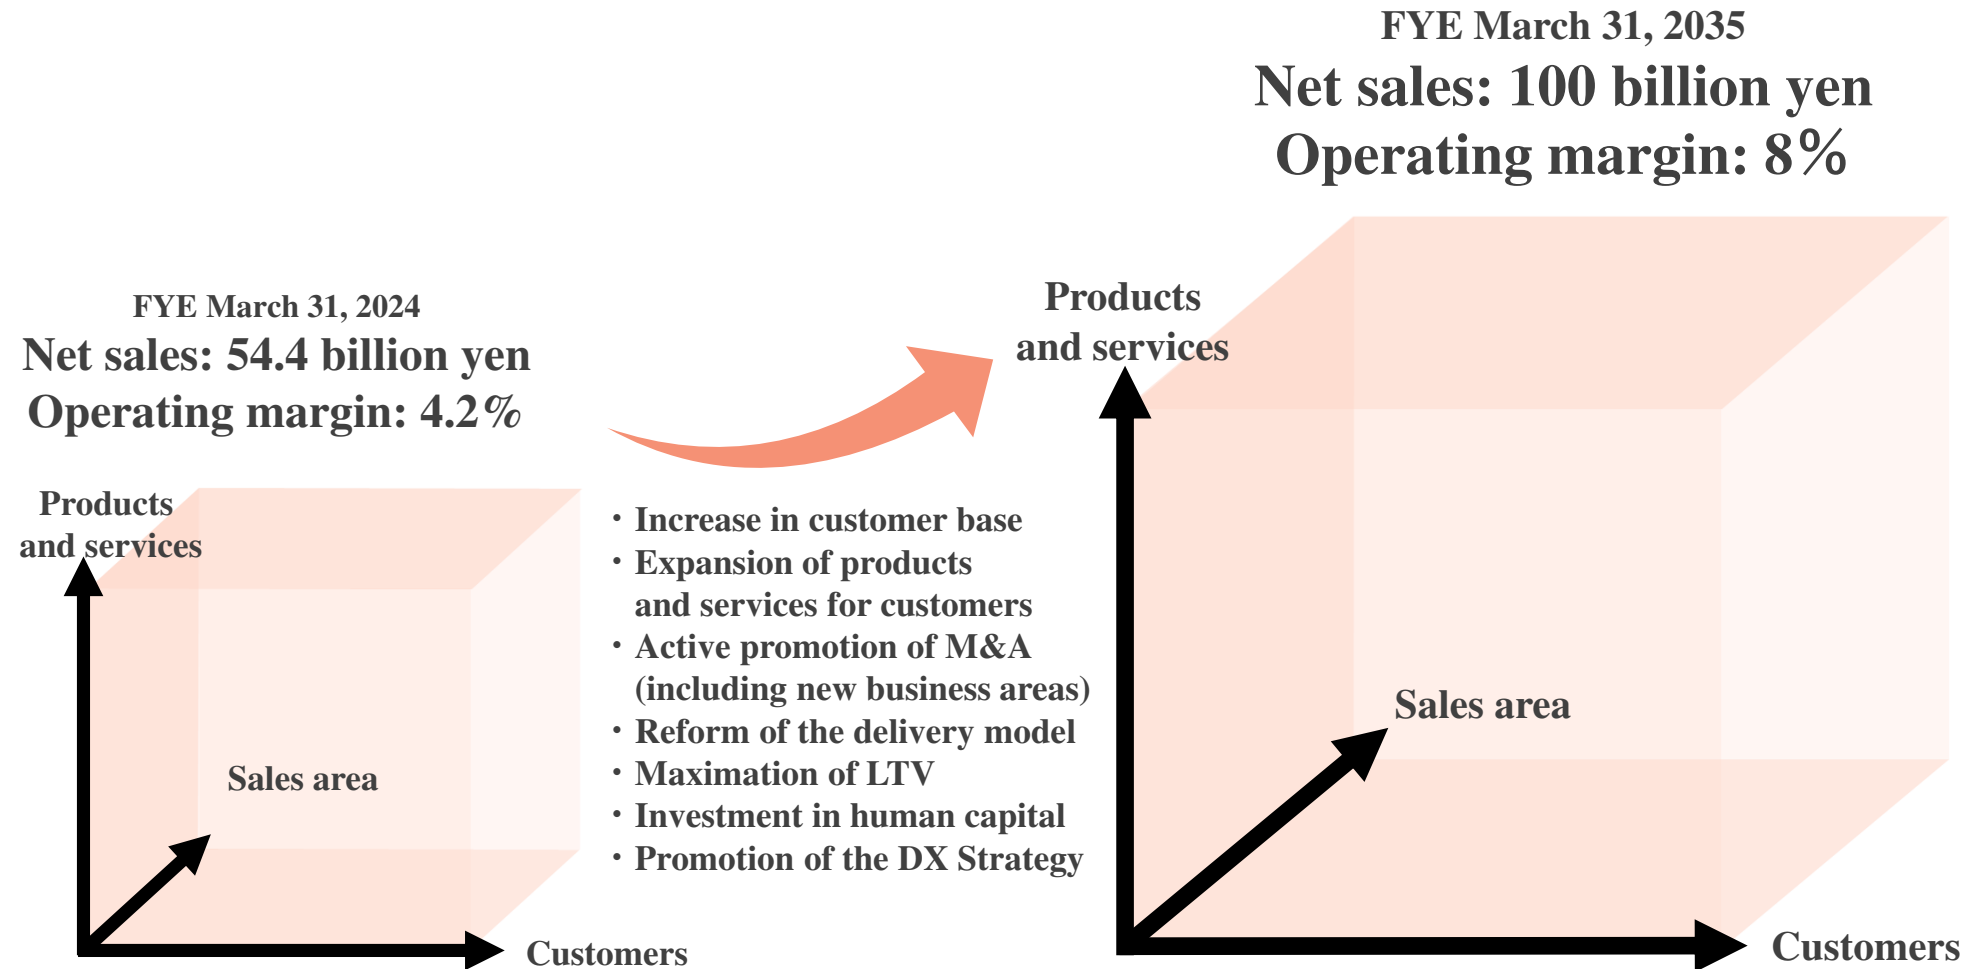 FYE March 31, 2024
Net sales: 54.4 billion yen
Operating margin: 4.2%
Products
and services
Sales area
Customers
・Increase in customer base
・Expansion of products
and services for customers
・Active promotion of M&A
(including new business areas)
・Reform of the delivery model
・Maximation of LTV
・Investment in human capital
・Promotion of the DX Strategy
FYE March 31, 2035
Net sales: 100 billion yen
Operating margin: 8%
Products
and services
Sales area
Customers